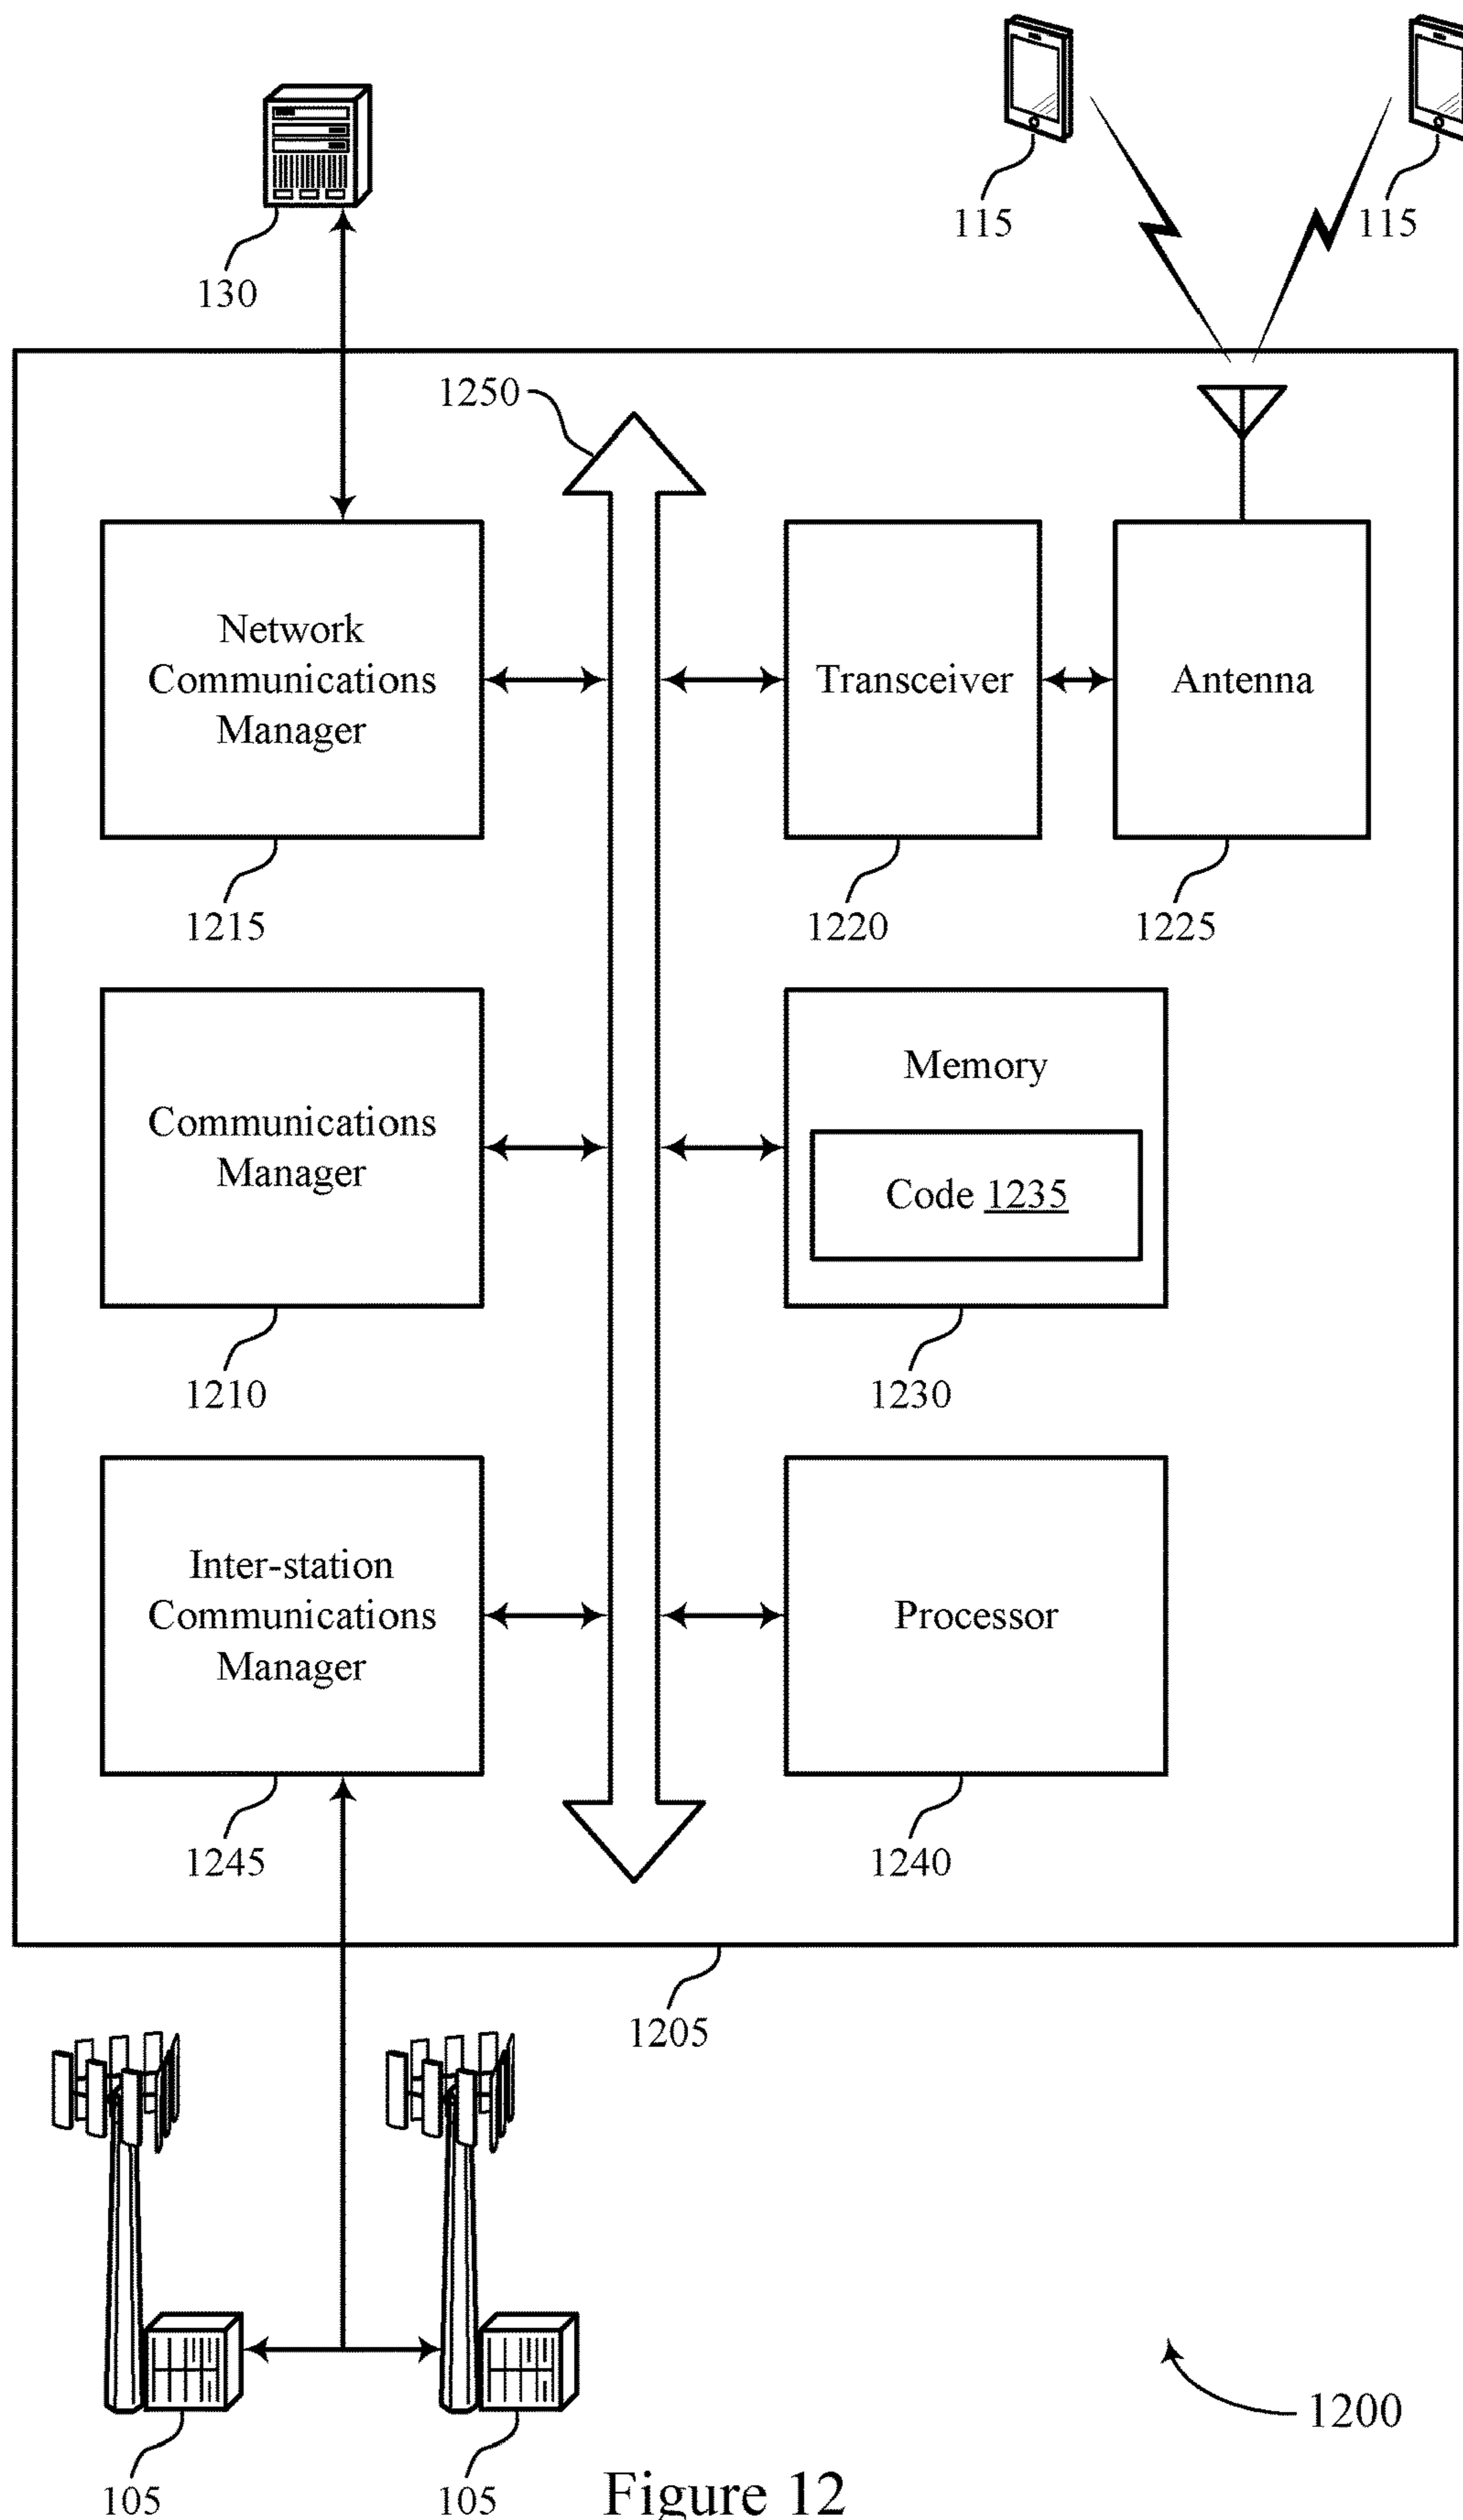 130
115
115
1250
Network
Communications
Manager
Transceiver
Antenna
1215
1220
1225
Communications
Manager
Memory
Code 1235
1210
1230
Inter-station
Communications
Manager
Processor
1245
1240
1205
105
105
1200
Figure 12